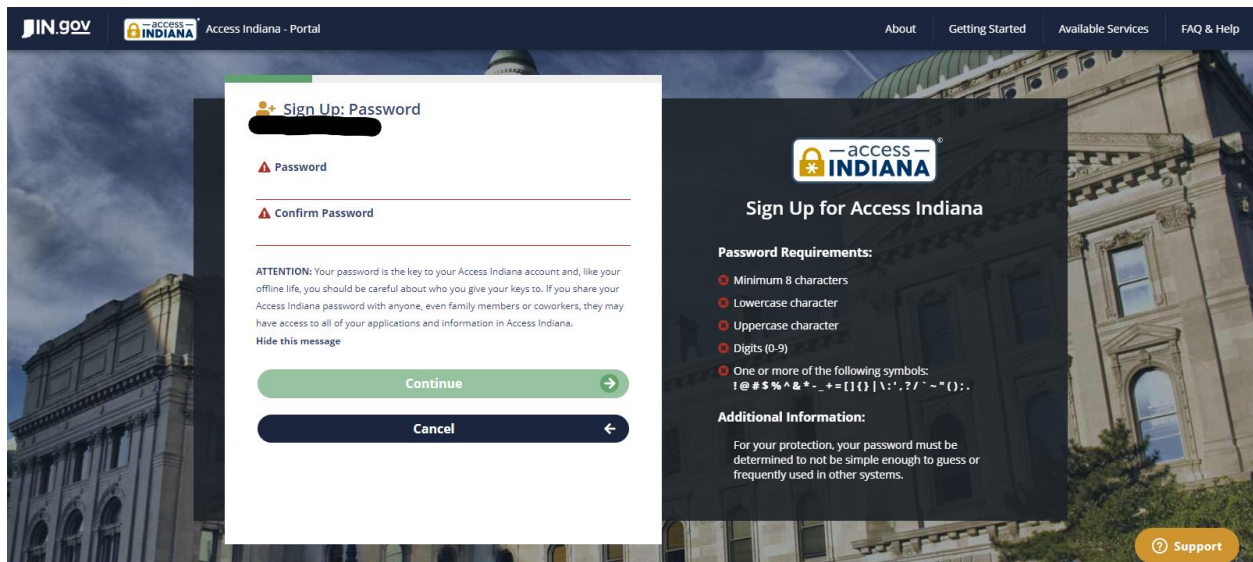 IN.gov
access INDIANA
Access Indiana - Portal
About
Getting Started
Available Services
FAQ & Help
Sign Up: Password
Password
Confirm Password
ATTENTION: Your password is the key to your Access Indiana account and, like your
offline life, you should be careful about who you give your keys to. If you share your
Access Indiana password with anyone, even family members or coworkers, they may
have access to all of your applications and information in Access Indiana.
Hide this message
Continue
Cancel
access
INDIANA
Sign Up for Access Indiana
Password Requirements:
Minimum 8 characters
Lowercase character
Uppercase character
Digits (0-9)
One or more of the following symbols:
! @ # $ % ^ & * - _ + = [ ] { } | \ : ' , ? / ` ~ " ( ) ; .
Additional Information:
For your protection, your password must be
determined to not be simple enough to guess or
frequently used in other systems.
Support